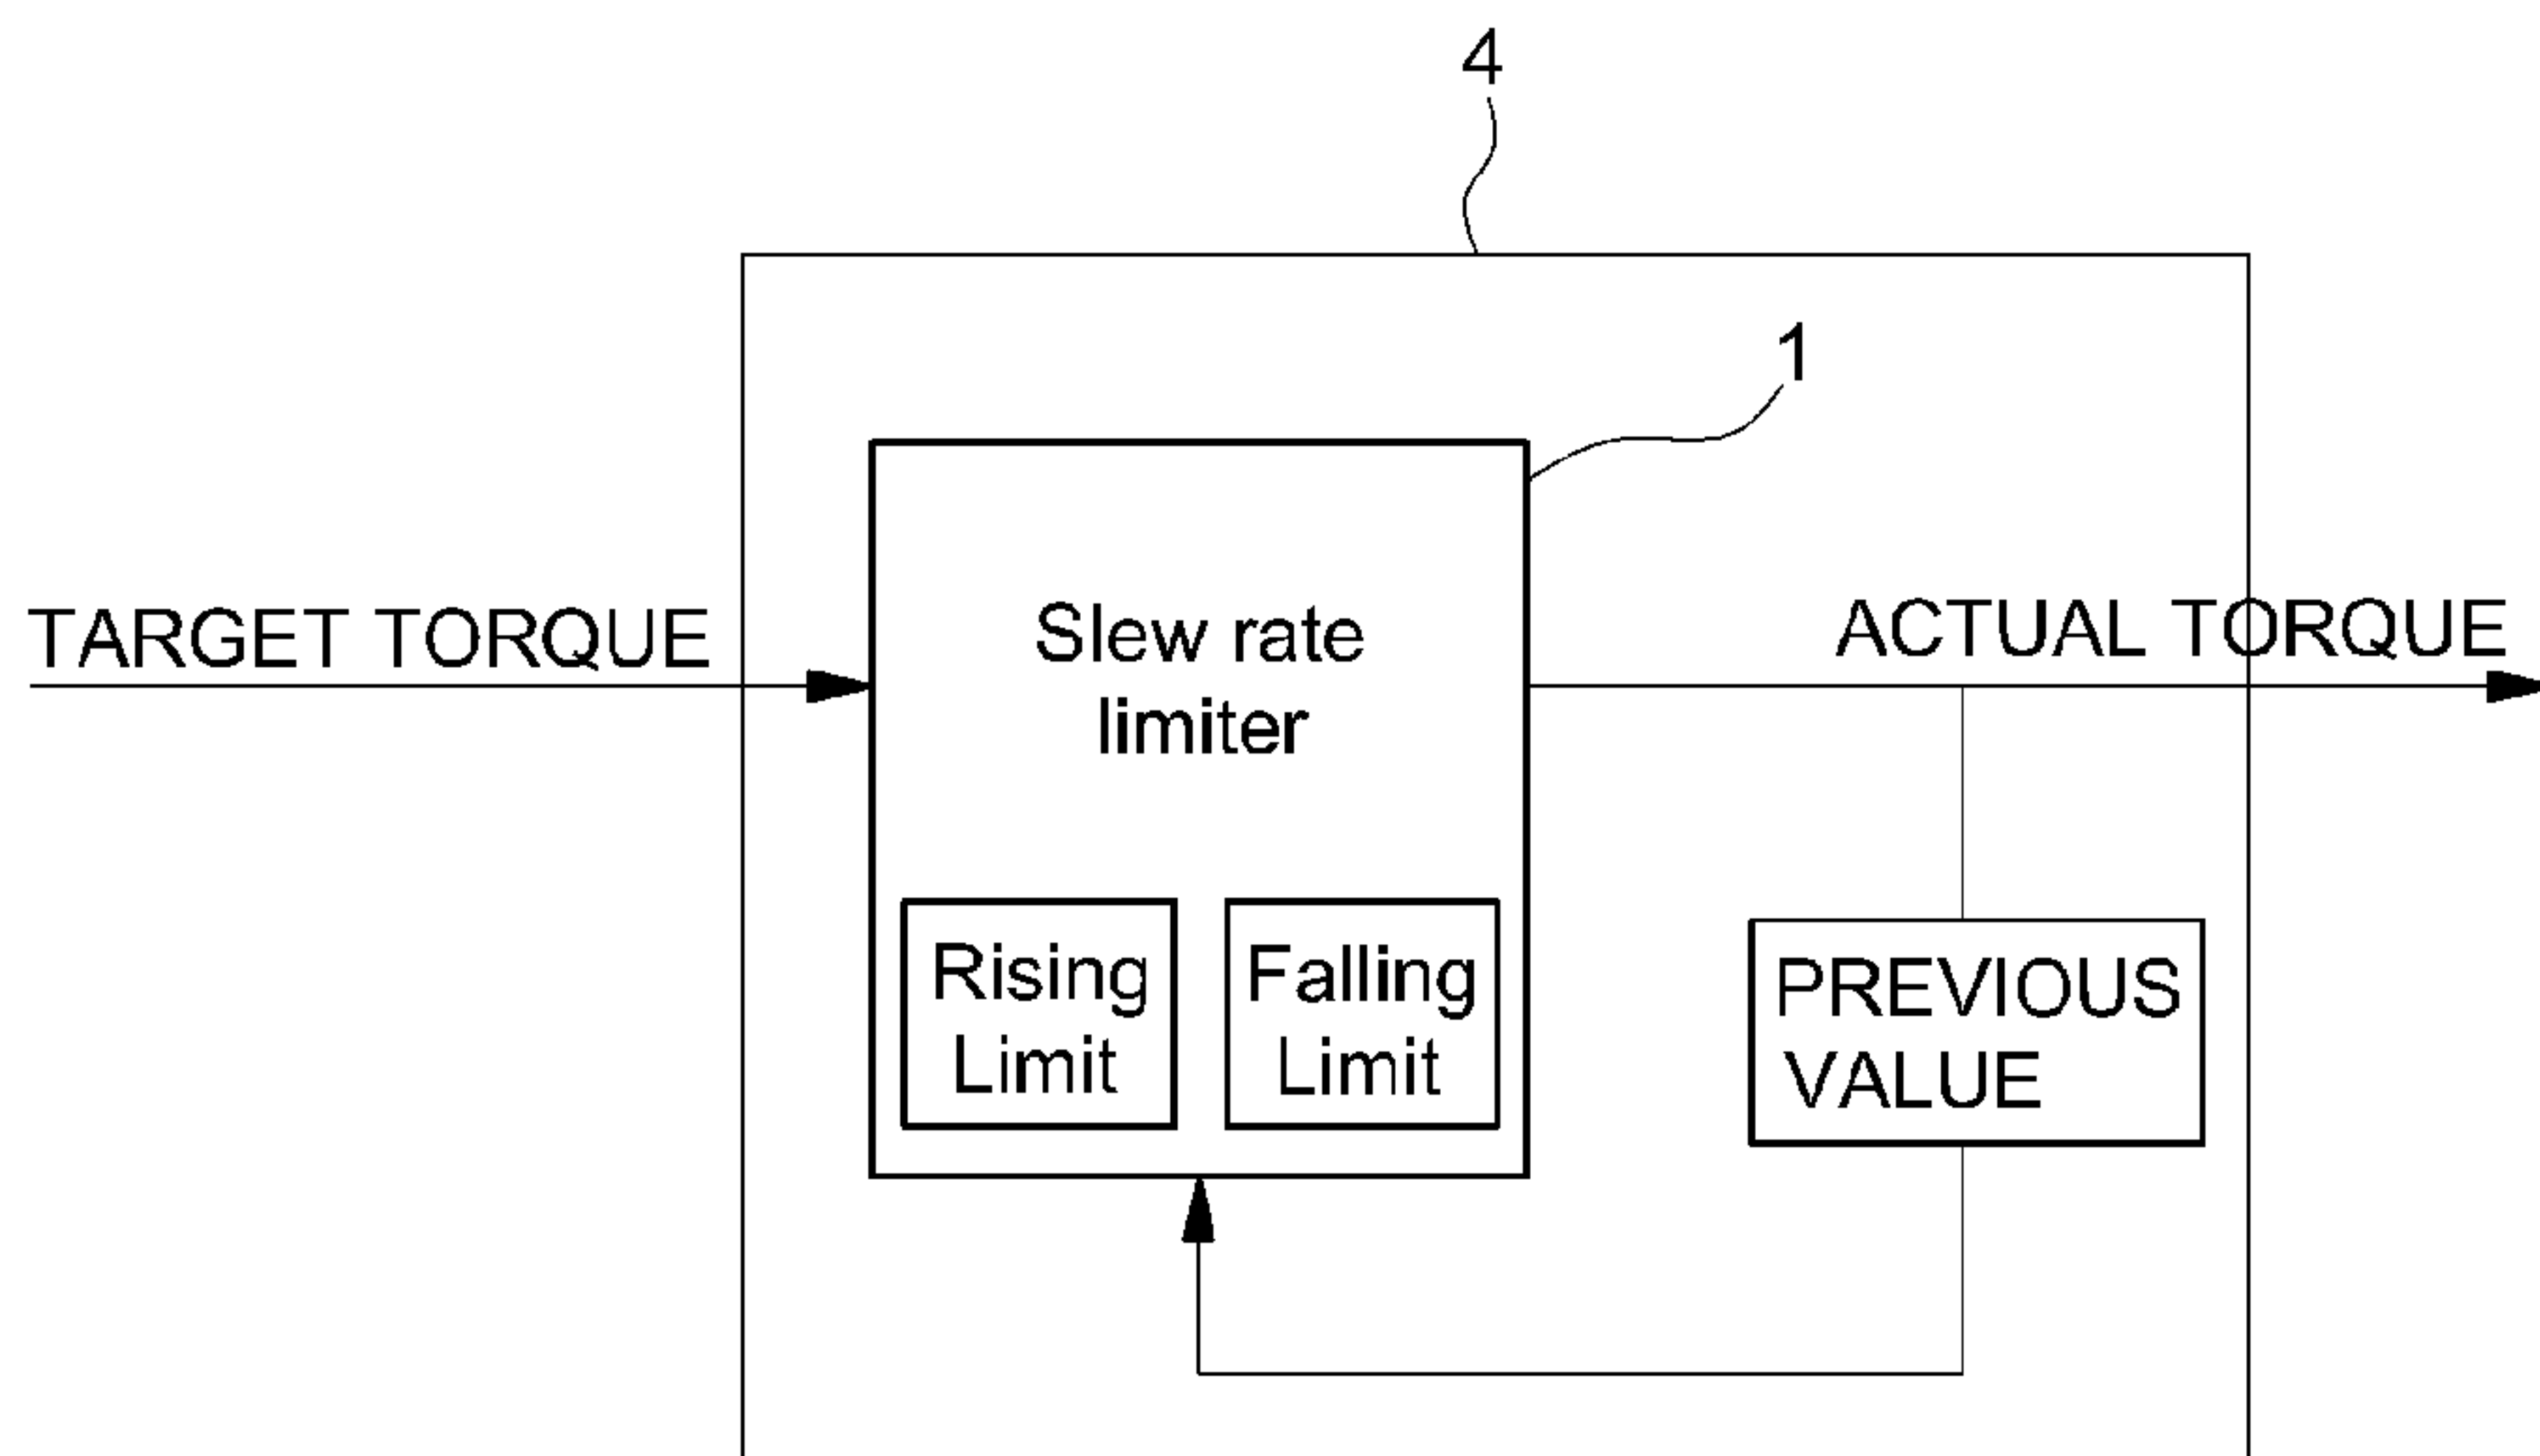 4
1
TARGET TORQUE
Slew rate
limiter
ACTUAL TORQUE
Rising
Limit
Falling
Limit
PREVIOUS
VALUE